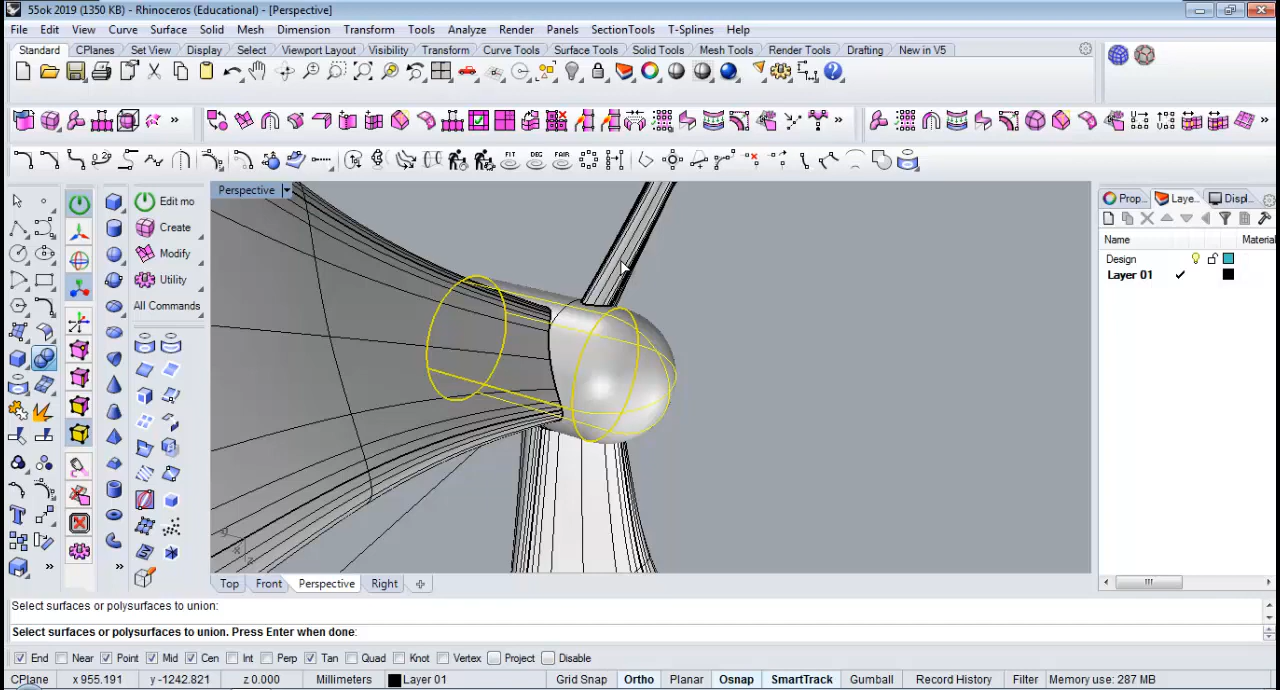 55ok 2019 (1350 KB) - Rhinoceros (Educational) - [Perspective]
File Edit View Curve Surface Solid Mesh Dimension Transform Tools Analyze Render Panels SectionTools T-Splines Help
Standard CPlanes Set View Display Select Viewport Layout Visibility Transform Curve Tools Surface Tools Solid Tools Mesh Tools Render Tools Drafting New in V5
FIT DEG FAIR
Perspective
Edit mo
Create
Modify
Utility
All Commands
Prop... Laye... Displ...
Name Material
Design
Layer 01
Top Front Perspective Right
Select surfaces or polysurfaces to union:
Select surfaces or polysurfaces to union. Press Enter when done:
End Near Point Mid Cen Int Perp Tan Quad Knot Vertex Project Disable
CPlane x 955.191 y -1242.821 z 0.000 Millimeters Layer 01 Grid Snap Ortho Planar Osnap SmartTrack Gumball Record History Filter Memory use: 287 MB